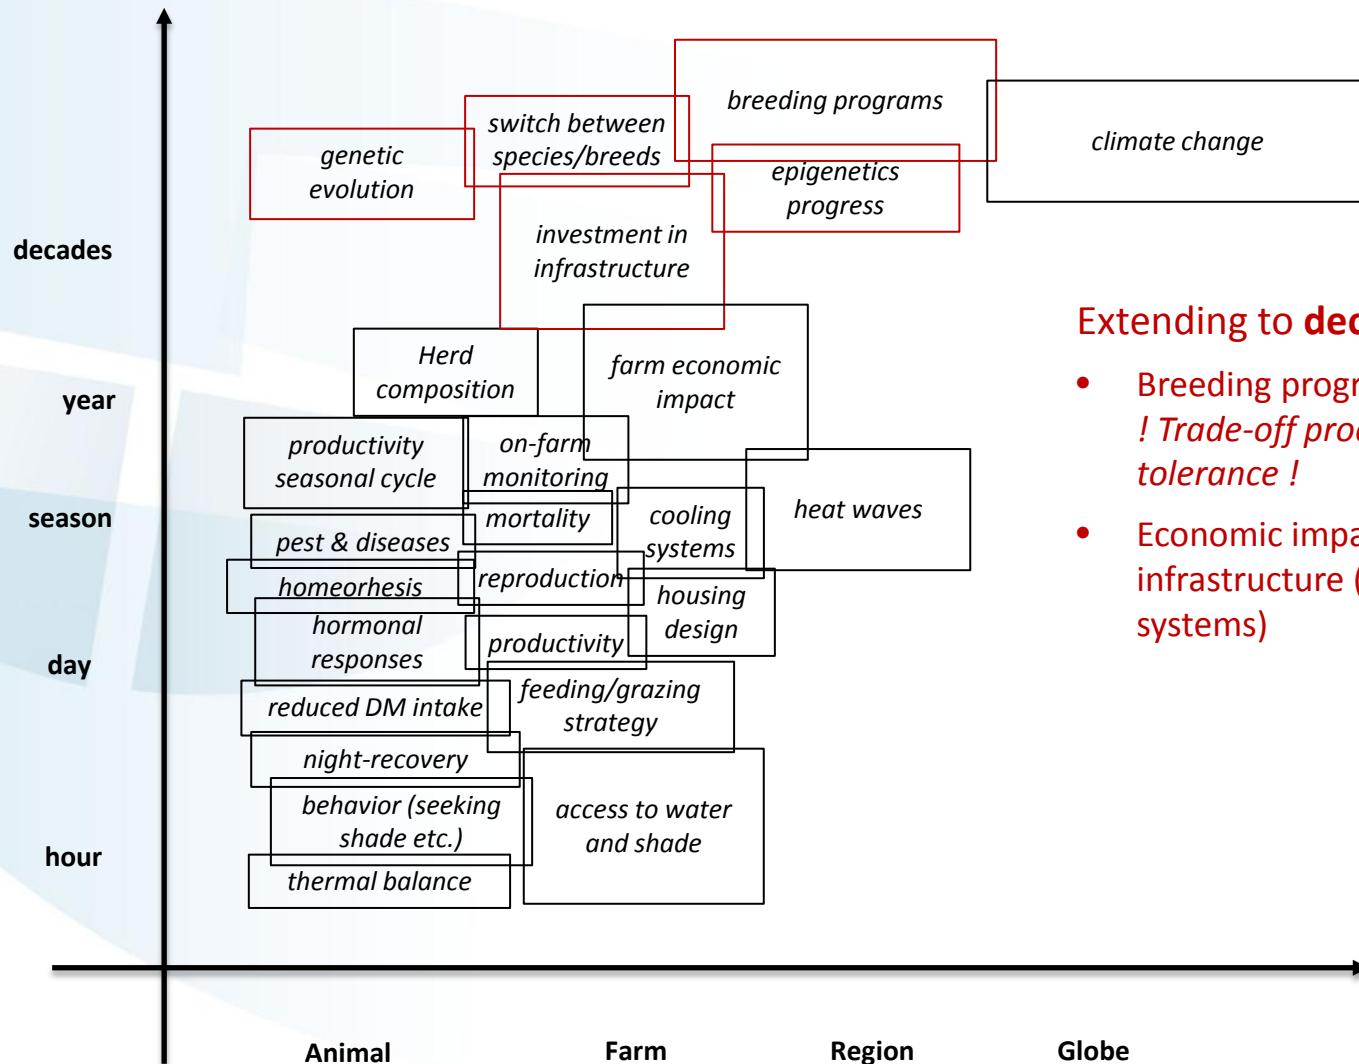 breeding programs
switch between
species/breeds
climate change
genetic
evolution
epigenetics
progress
decades
investment in
infrastructure
Extending to
Herd
composition
farm economic
impact
year
Breeding
! Trade-off
tolerance !
productivity
seasonal cycle
on-farm
monitoring
season
mortality
cooling
systems
heat waves
pest & diseases
Economic
infrastructure (
systems)
homeorhesis
reproduction
housing
design
hormonal
responses
productivity
day
feeding/grazing
strategy
reduced DM intake
night-recovery
behavior (seeking
shade etc.)
access to water
and shade
hour
thermal balance
Animal
Farm
Region
Globe